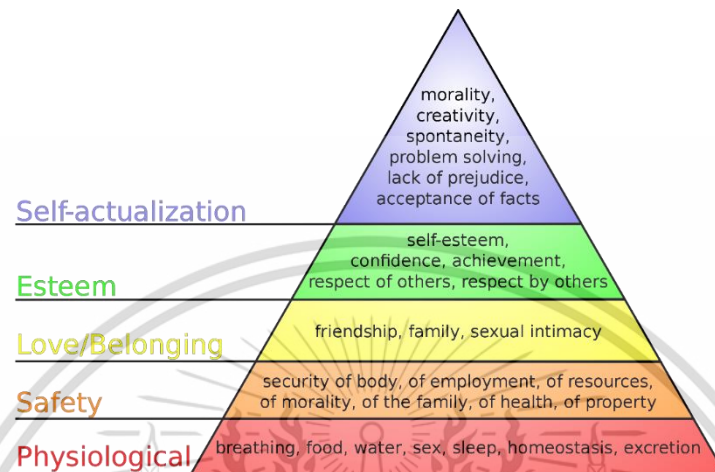 morality,
creativity,
spontaneity,
problem solving,
lack of prejudice,
acceptance of facts
Self-actualization
self-esteem,
confidence, achievement,
respect of others, respect by others
Esteem
friendship, family, sexual intimacy
Love/Belonging
security of body, of employment, of resources,
of morality, of the family, of health, of property
Safety
breathing, food, water, sex, sleep, homeostasis, excretion
Physiological